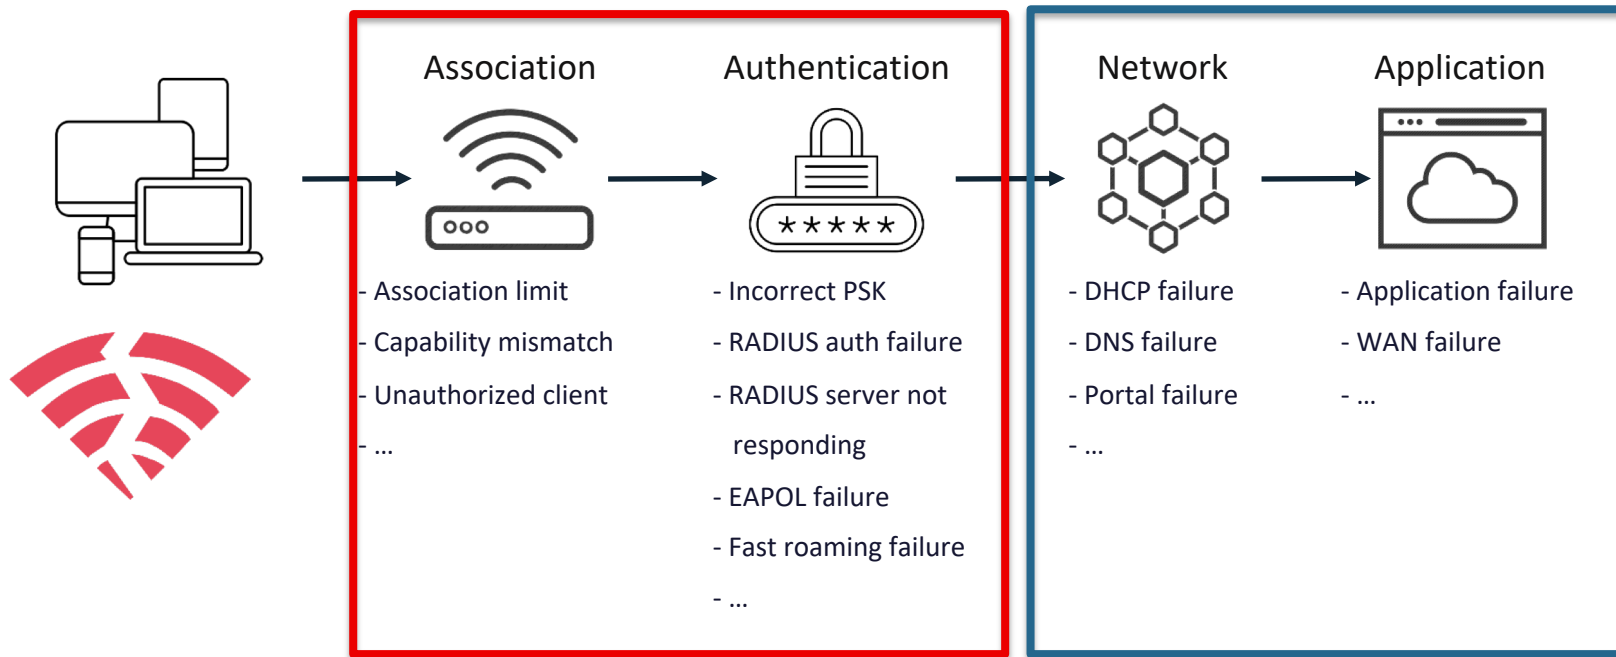 Association
Authentication
Network
Application
*****
- Association limit
- Capability mismatch
- Unauthorized client
- ...
- Incorrect PSK
- RADIUS auth failure
- RADIUS server not
responding
- EAPOL failure
- Fast roaming failure
- ...
- DHCP failure
- DNS failure
- Portal failure
- ...
- Application failure
- WAN failure
- ...